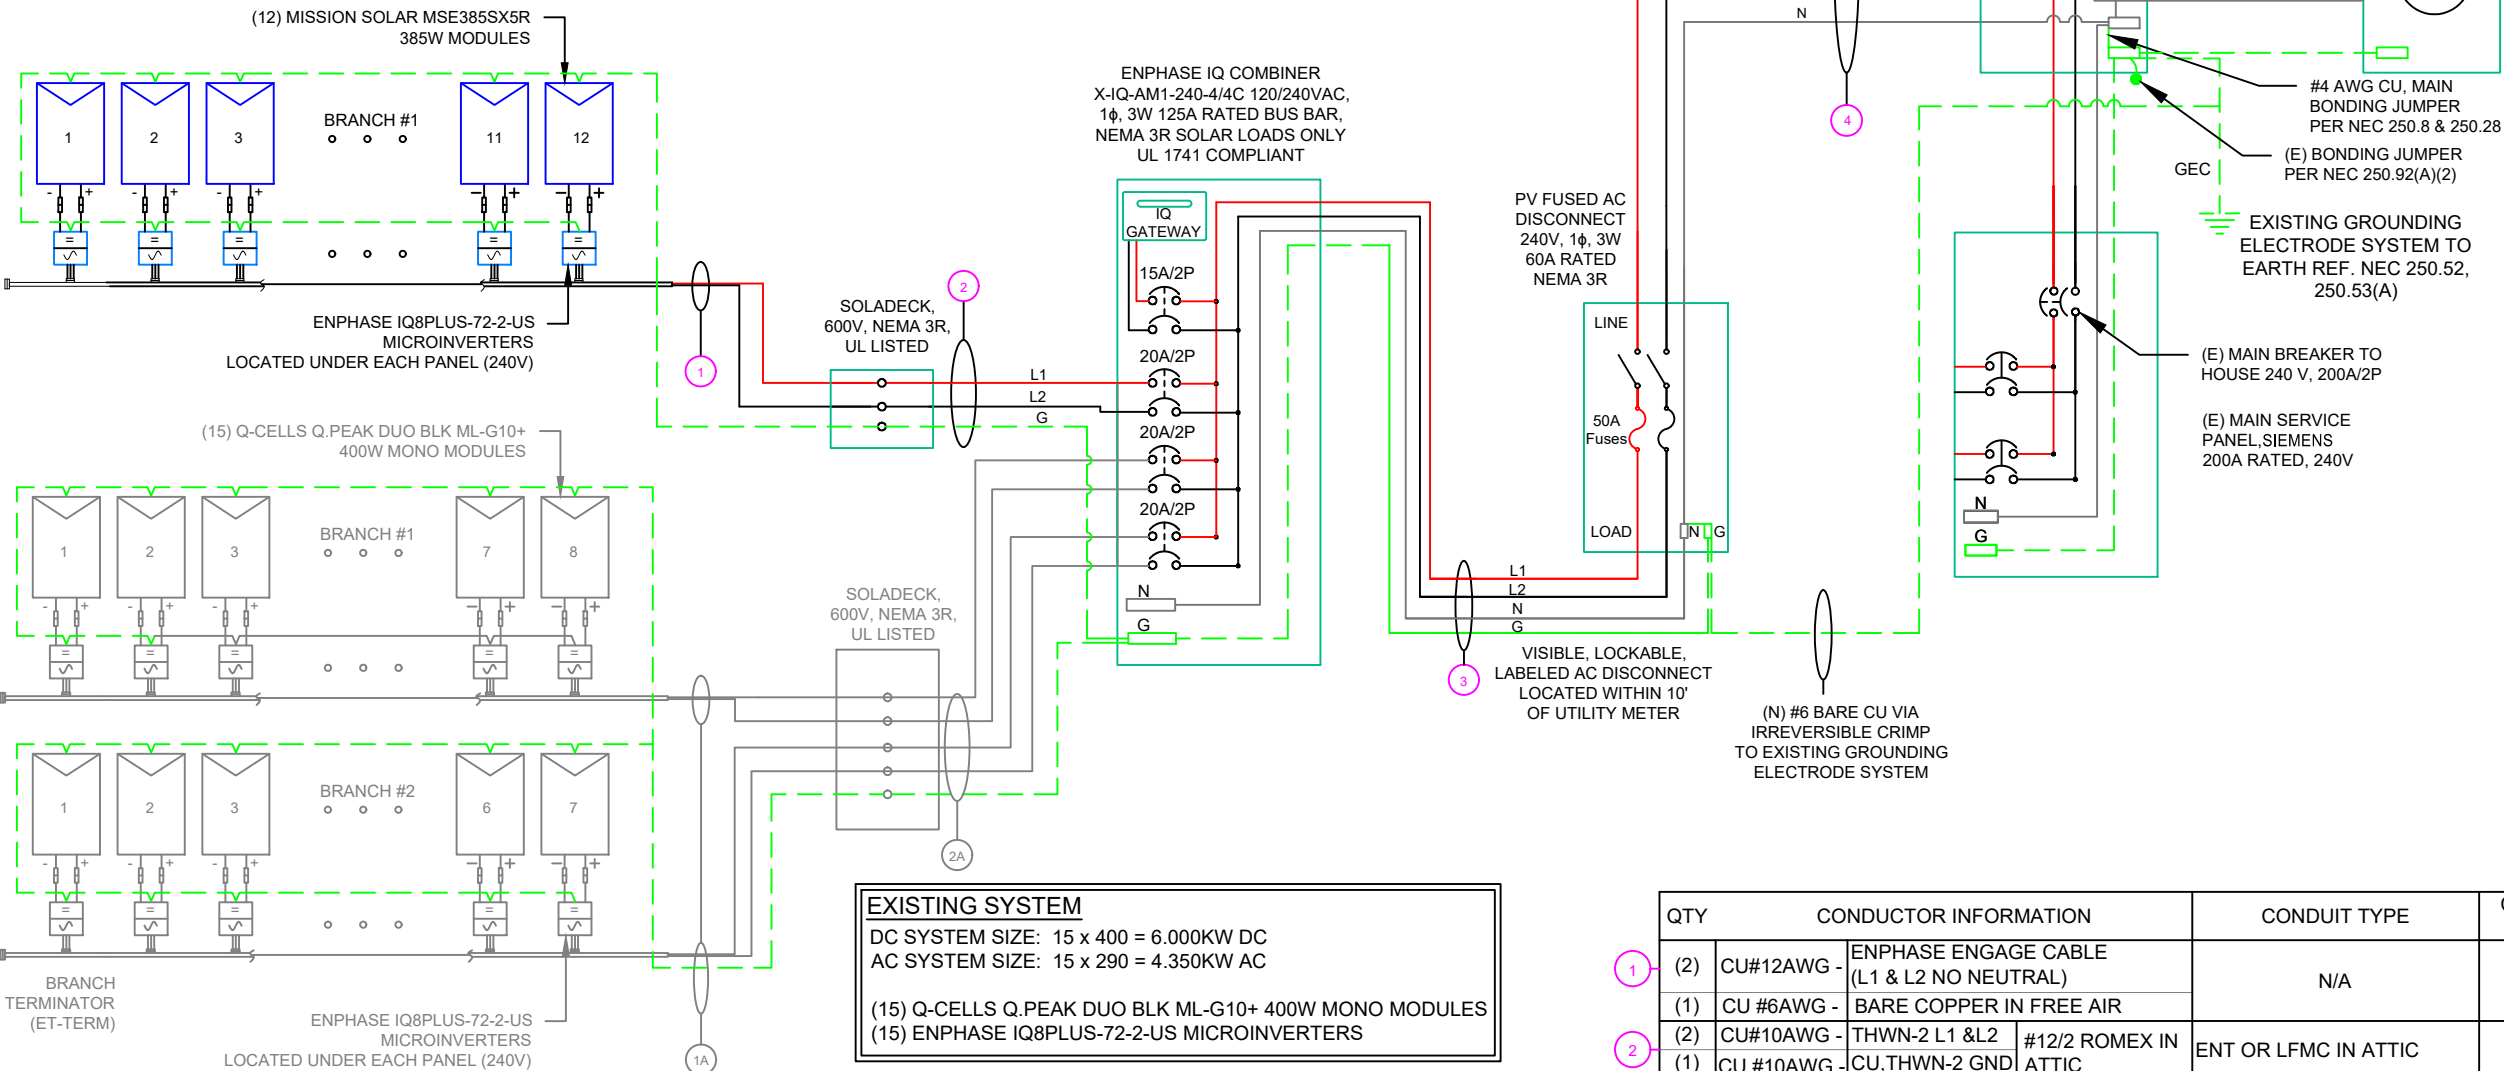 (12) MISSION SOLAR MSE385SX5R
385W MODULES
1
2
3
BRANCH #1
11
12
- +
- +
- +
- +
- +
=
=
=
=
=
ENPHASE IQ8PLUS-72-2-US
MICROINVERTERS
LOCATED UNDER EACH PANEL (240V)
1
SOLADECK,
600V, NEMA 3R,
UL LISTED
2
L1
L2
G
ENPHASE IQ COMBINER
X-IQ-AM1-240-4/4C 120/240VAC,
1ϕ, 3W 125A RATED BUS BAR,
NEMA 3R SOLAR LOADS ONLY
UL 1741 COMPLIANT
IQ
GATEWAY
15A/2P
20A/2P
20A/2P
20A/2P
N
G
PV FUSED AC
DISCONNECT
240V, 1ϕ, 3W
60A RATED
NEMA 3R
LINE
50A
Fuses
LOAD
N G
L1
L2
N
G
3
VISIBLE, LOCKABLE,
LABELED AC DISCONNECT
LOCATED WITHIN 10'
OF UTILITY METER
N
4
(N) #6 BARE CU VIA
IRREVERSIBLE CRIMP
TO EXISTING GROUNDING
ELECTRODE SYSTEM
#4 AWG CU, MAIN
BONDING JUMPER
PER NEC 250.8 & 250.28
(E) BONDING JUMPER
PER NEC 250.92(A)(2)
GEC
EXISTING GROUNDING
ELECTRODE SYSTEM TO
EARTH REF. NEC 250.52,
250.53(A)
(E) MAIN BREAKER TO
HOUSE 240 V, 200A/2P
(E) MAIN SERVICE
PANEL,SIEMENS
200A RATED, 240V
N
G
(15) Q-CELLS Q.PEAK DUO BLK ML-G10+
400W MONO MODULES
1
2
3
BRANCH #1
7
8
- +
- +
- +
- +
- +
=
=
=
=
=
SOLADECK,
600V, NEMA 3R,
UL LISTED
1
2
3
BRANCH #2
6
7
- +
- +
- +
- +
- +
=
=
=
=
=
2A
BRANCH
TERMINATOR
(ET-TERM)
ENPHASE IQ8PLUS-72-2-US
MICROINVERTERS
LOCATED UNDER EACH PANEL (240V)
1A
EXISTING SYSTEM
DC SYSTEM SIZE: 15 x 400 = 6.000KW DC
AC SYSTEM SIZE: 15 x 290 = 4.350KW AC
(15) Q-CELLS Q.PEAK DUO BLK ML-G10+ 400W MONO MODULES
(15) ENPHASE IQ8PLUS-72-2-US MICROINVERTERS
QTY CONDUCTOR INFORMATION CONDUIT TYPE
1
(2) CU#12AWG - ENPHASE ENGAGE CABLE
(L1 & L2 NO NEUTRAL)
N/A
(1) CU #6AWG - BARE COPPER IN FREE AIR
2
(2) CU#10AWG - THWN-2 L1 &L2
(1) CU #10AWG - CU,THWN-2 GND
#12/2 ROMEX IN
ATTIC
ENT OR LFMC IN ATTIC